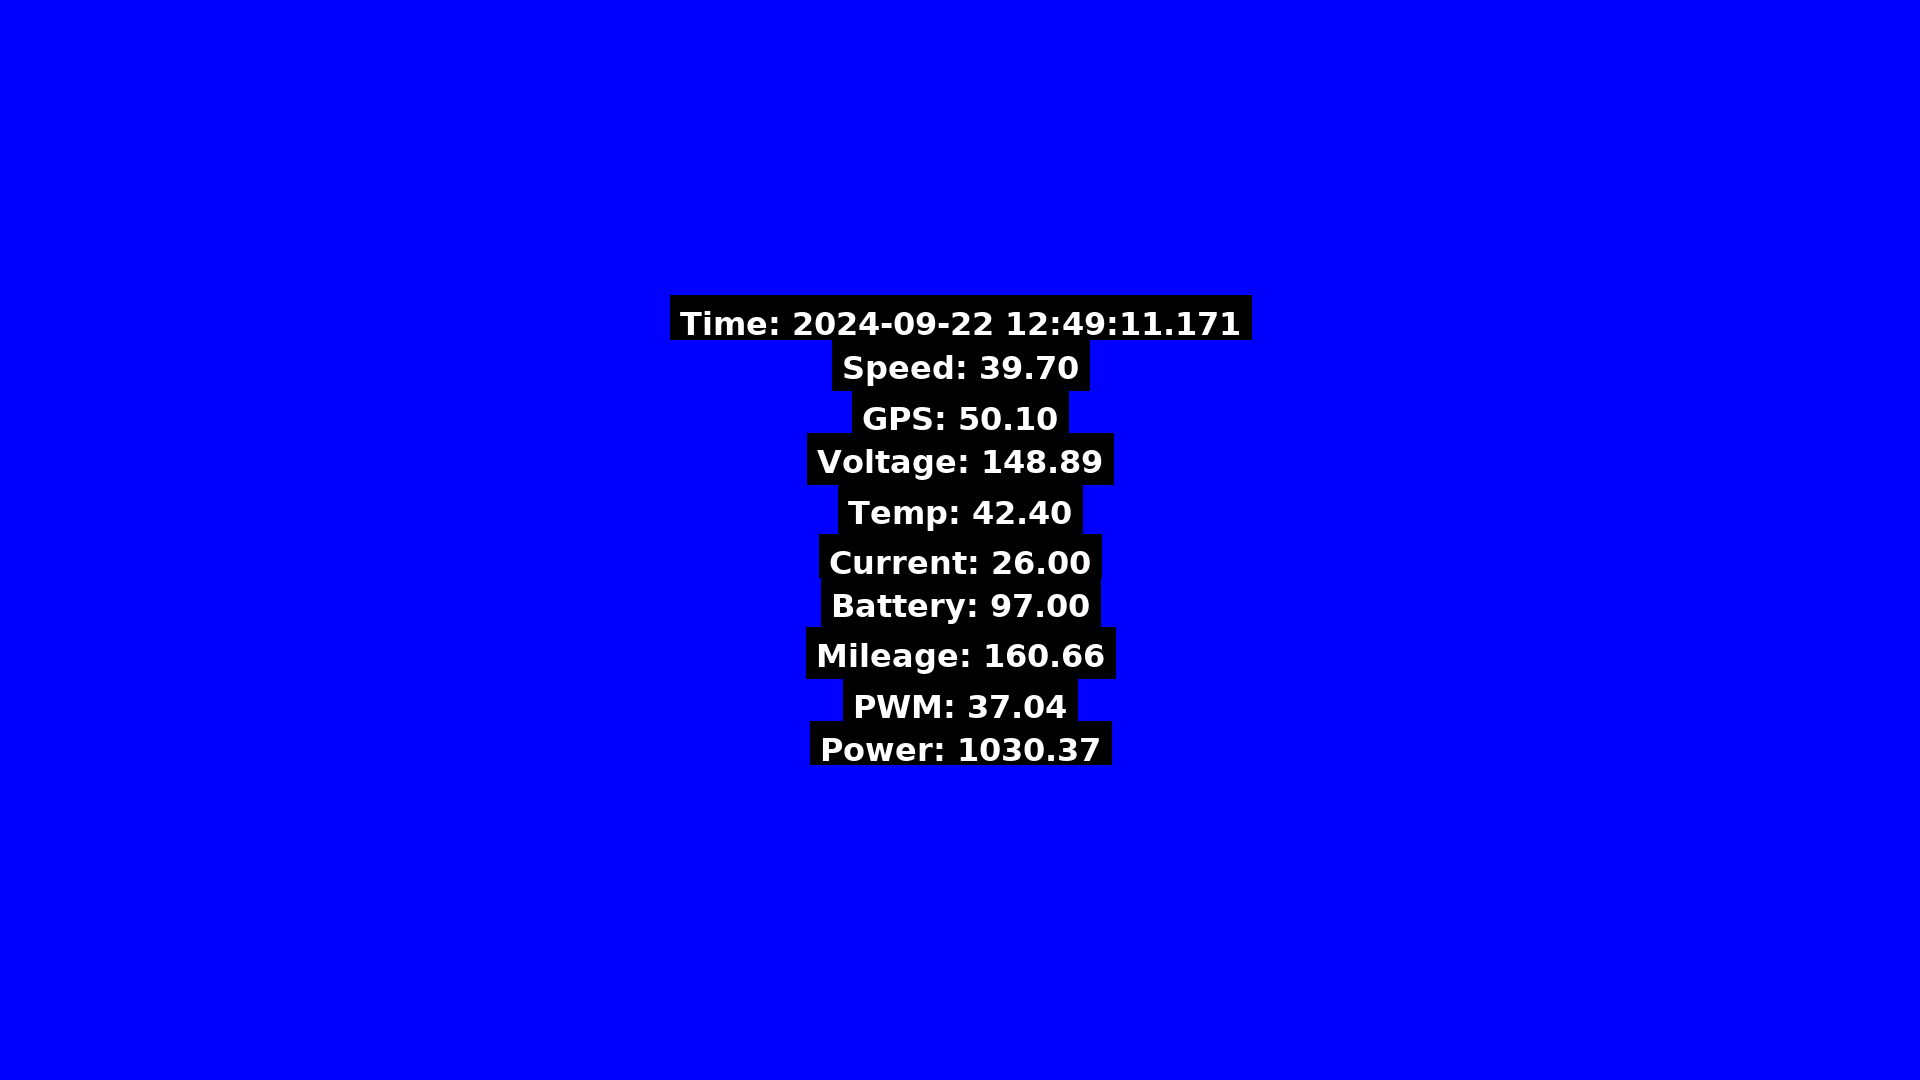 Time: 2024-09-22 12:49:11.171
Speed: 39.70
GPS: 50.10
Voltage: 148.89
Temp: 42.40
Current: 26.00
Battery: 97.00
Mileage: 160.66
PWM: 37.04
Power: 1030.37